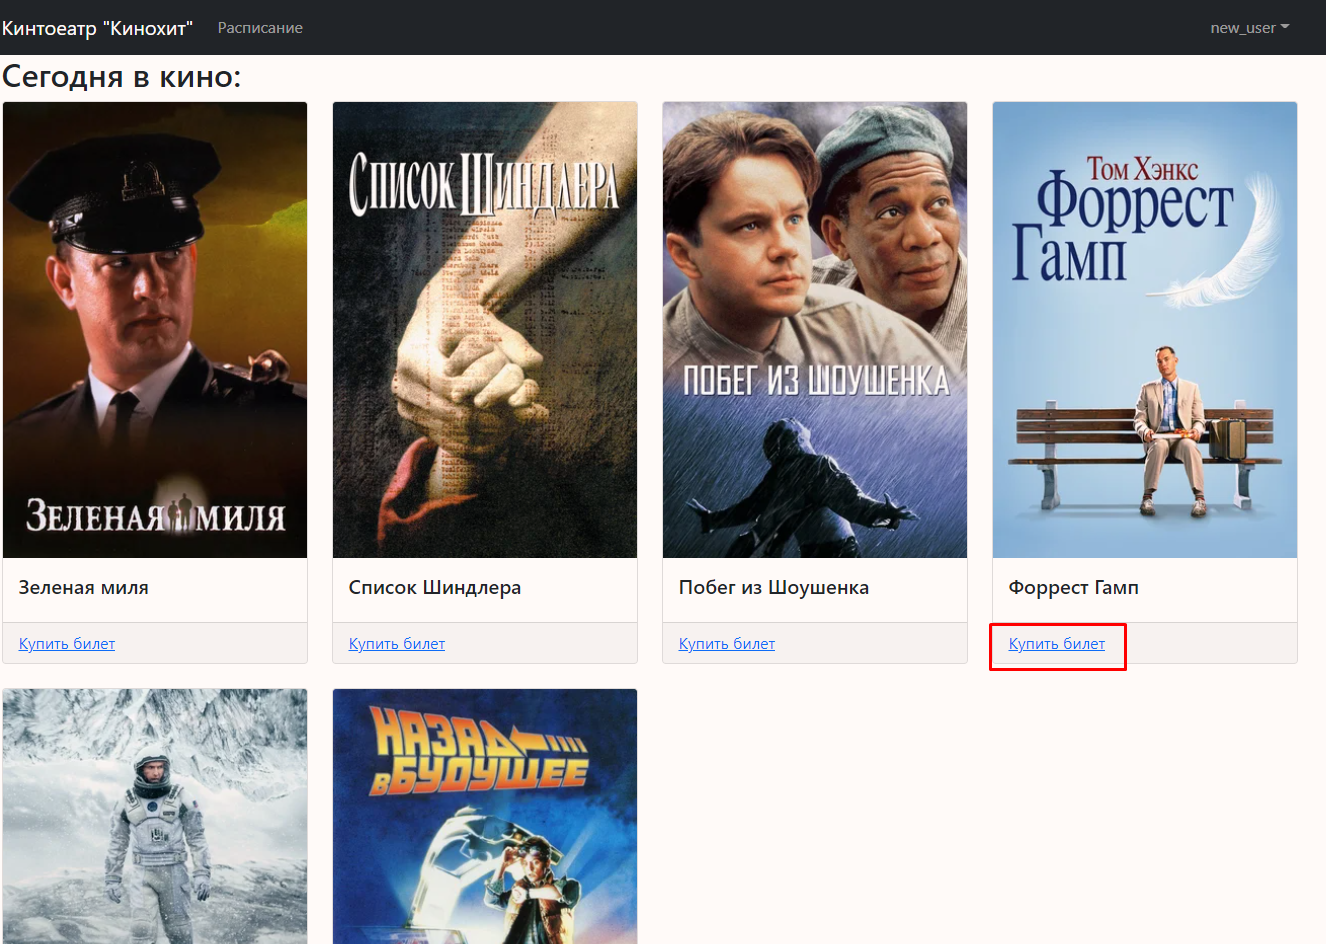 Кинтоеатр "Кинохит" Расписание new_user
Сегодня в кино:
ЗЕЛЕНАЯ МИЛЯ
СПИСОК ШИНДЛЕРА
ПОБЕГ ИЗ ШОУШЕНКА
Том Хэнкс
Форрест
Гамп
Зеленая миля
Список Шиндлера
Побег из Шоушенка
Форрест Гамп
Купить билет
Купить билет
Купить билет
Купить билет
НАЗАД
В БУДУЩЕЕ